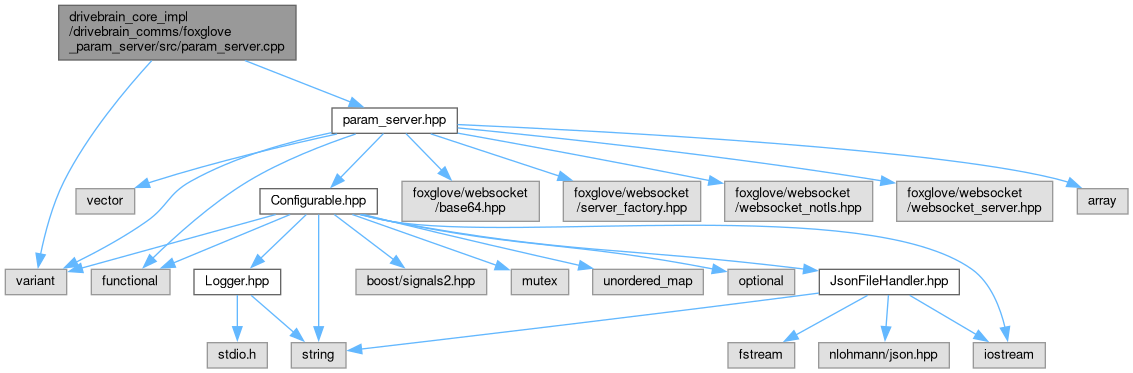 drivebrain_core_impl
/drivebrain_comms/foxglove
_param_server/src/param_server.cpp
param_server.hpp
vector
Configurable.hpp
foxglove/websocket
/base64.hpp
foxglove/websocket
/server_factory.hpp
foxglove/websocket
/websocket_notls.hpp
foxglove/websocket
/websocket_server.hpp
array
variant
functional
Logger.hpp
boost/signals2.hpp
mutex
unordered_map
optional
JsonFileHandler.hpp
stdio.h
string
fstream
nlohmann/json.hpp
iostream